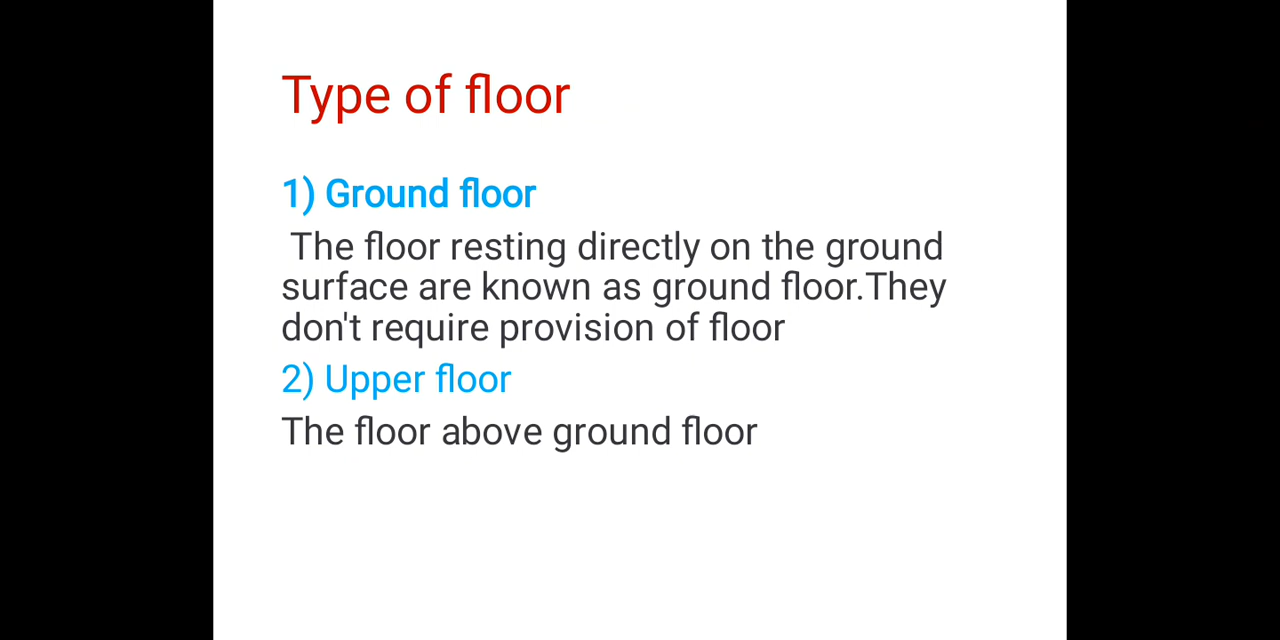 Type of floor
1) Ground floor
The floor resting directly on the ground
surface are known as ground floor.They
don't require provision of floor
2) Upper floor
The floor above ground floor